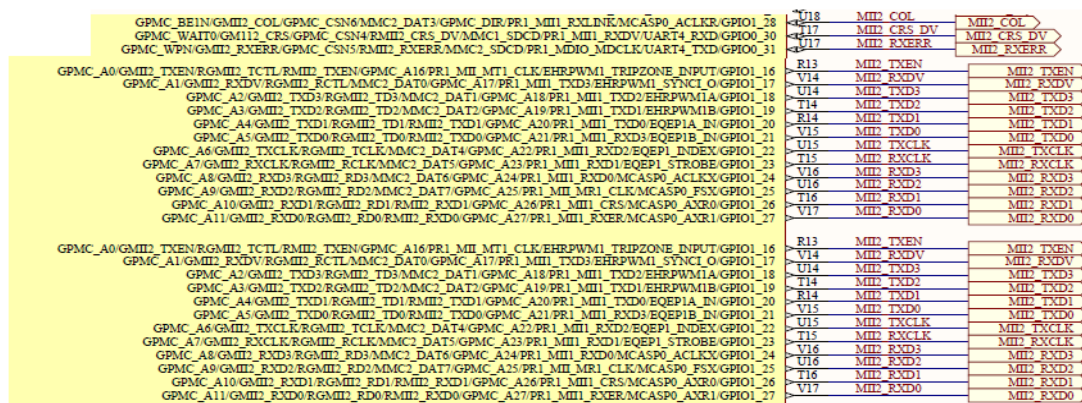 GPMC_BE1N/GMII2_COL/GPMC_CSN6/MMC2_DAT3/GPMC_DIR/PR1_MII1_RXLINK/MCASP0_ACLKR/GPIO1_28 U18 MII2_COL MII2_COL
GPMC_WAIT0/GM112_CRS/GPMC_CSN4/RMII2_CRS_DV/MMC1_SDCD/PR1_MII1_RXDV/UART4_RXD/GPIO0_30 T17 MII2_CRS_DV MII2_CRS_DV
GPMC_WPN/GMII2_RXERR/GPMC_CSN5/RMII2_RXERR/MMC2_SDCD/PR1_MDIO_MDCLK/UART4_TXD/GPIO0_31 U17 MII2_RXERR MII2_RXERR
GPMC_A0/GMII2_TXEN/RGMII2_TCTL/RMII2_TXEN/GPMC_A16/PR1_MII_MT1_CLK/EHRPWM1_TRIPZONE_INPUT/GPIO1_16 R13 MII2_TXEN MII2_TXEN
GPMC_A1/GMII2_RXDV/RGMII2_RCTL/MMC2_DAT0/GPMC_A17/PR1_MII1_TXD3/EHRPWM1_SYNCI_O/GPIO1_17 V14 MII2_RXDV MII2_RXDV
GPMC_A2/GMII2_TXD3/RGMII2_TD3/MMC2_DAT1/GPMC_A18/PR1_MII1_TXD2/EHRPWM1A/GPIO1_18 U14 MII2_TXD3 MII2_TXD3
GPMC_A3/GMII2_TXD2/RGMII2_TD2/MMC2_DAT2/GPMC_A19/PR1_MII1_TXD1/EHRPWM1B/GPIO1_19 T14 MII2_TXD2 MII2_TXD2
GPMC_A4/GMII2_TXD1/RGMII2_TD1/RMII2_TXD1/GPMC_A20/PR1_MII1_TXD0/EQEP1A_IN/GPIO1_20 R14 MII2_TXD1 MII2_TXD1
GPMC_A5/GMII2_TXD0/RGMII2_TD0/RMII2_TXD0/GPMC_A21/PR1_MII1_RXD3/EQEP1B_IN/GPIO1_21 V15 MII2_TXD0 MII2_TXD0
GPMC_A6/GMII2_TXCLK/RGMII2_TCLK/MMC2_DAT4/GPMC_A22/PR1_MII1_RXD2/EQEP1_INDEX/GPIO1_22 U15 MII2_TXCLK MII2_TXCLK
GPMC_A7/GMII2_RXCLK/RGMII2_RCLK/MMC2_DAT5/GPMC_A23/PR1_MII1_RXD1/EQEP1_STROBE/GPIO1_23 T15 MII2_RXCLK MII2_RXCLK
GPMC_A8/GMII2_RXD3/RGMII2_RD3/MMC2_DAT6/GPMC_A24/PR1_MII1_RXD0/MCASP0_ACLKX/GPIO1_24 V16 MII2_RXD3 MII2_RXD3
GPMC_A9/GMII2_RXD2/RGMII2_RD2/MMC2_DAT7/GPMC_A25/PR1_MII_MR1_CLK/MCASP0_FSX/GPIO1_25 U16 MII2_RXD2 MII2_RXD2
GPMC_A10/GMII2_RXD1/RGMII2_RD1/RMII2_RXD1/GPMC_A26/PR1_MII1_CRS/MCASP0_AXR0/GPIO1_26 T16 MII2_RXD1 MII2_RXD1
GPMC_A11/GMII2_RXD0/RGMII2_RD0/RMII2_RXD0/GPMC_A27/PR1_MII1_RXER/MCASP0_AXR1/GPIO1_27 V17 MII2_RXD0 MII2_RXD0
GPMC_A0/GMII2_TXEN/RGMII2_TCTL/RMII2_TXEN/GPMC_A16/PR1_MII_MT1_CLK/EHRPWM1_TRIPZONE_INPUT/GPIO1_16 R13 MII2_TXEN MII2_TXEN
GPMC_A1/GMII2_RXDV/RGMII2_RCTL/MMC2_DAT0/GPMC_A17/PR1_MII1_TXD3/EHRPWM1_SYNCI_O/GPIO1_17 V14 MII2_RXDV MII2_RXDV
GPMC_A2/GMII2_TXD3/RGMII2_TD3/MMC2_DAT1/GPMC_A18/PR1_MII1_TXD2/EHRPWM1A/GPIO1_18 U14 MII2_TXD3 MII2_TXD3
GPMC_A3/GMII2_TXD2/RGMII2_TD2/MMC2_DAT2/GPMC_A19/PR1_MII1_TXD1/EHRPWM1B/GPIO1_19 T14 MII2_TXD2 MII2_TXD2
GPMC_A4/GMII2_TXD1/RGMII2_TD1/RMII2_TXD1/GPMC_A20/PR1_MII1_TXD0/EQEP1A_IN/GPIO1_20 R14 MII2_TXD1 MII2_TXD1
GPMC_A5/GMII2_TXD0/RGMII2_TD0/RMII2_TXD0/GPMC_A21/PR1_MII1_RXD3/EQEP1B_IN/GPIO1_21 V15 MII2_TXD0 MII2_TXD0
GPMC_A6/GMII2_TXCLK/RGMII2_TCLK/MMC2_DAT4/GPMC_A22/PR1_MII1_RXD2/EQEP1_INDEX/GPIO1_22 U15 MII2_TXCLK MII2_TXCLK
GPMC_A7/GMII2_RXCLK/RGMII2_RCLK/MMC2_DAT5/GPMC_A23/PR1_MII1_RXD1/EQEP1_STROBE/GPIO1_23 T15 MII2_RXCLK MII2_RXCLK
GPMC_A8/GMII2_RXD3/RGMII2_RD3/MMC2_DAT6/GPMC_A24/PR1_MII1_RXD0/MCASP0_ACLKX/GPIO1_24 V16 MII2_RXD3 MII2_RXD3
GPMC_A9/GMII2_RXD2/RGMII2_RD2/MMC2_DAT7/GPMC_A25/PR1_MII_MR1_CLK/MCASP0_FSX/GPIO1_25 U16 MII2_RXD2 MII2_RXD2
GPMC_A10/GMII2_RXD1/RGMII2_RD1/RMII2_RXD1/GPMC_A26/PR1_MII1_CRS/MCASP0_AXR0/GPIO1_26 T16 MII2_RXD1 MII2_RXD1
GPMC_A11/GMII2_RXD0/RGMII2_RD0/RMII2_RXD0/GPMC_A27/PR1_MII1_RXER/MCASP0_AXR1/GPIO1_27 V17 MII2_RXD0 MII2_RXD0